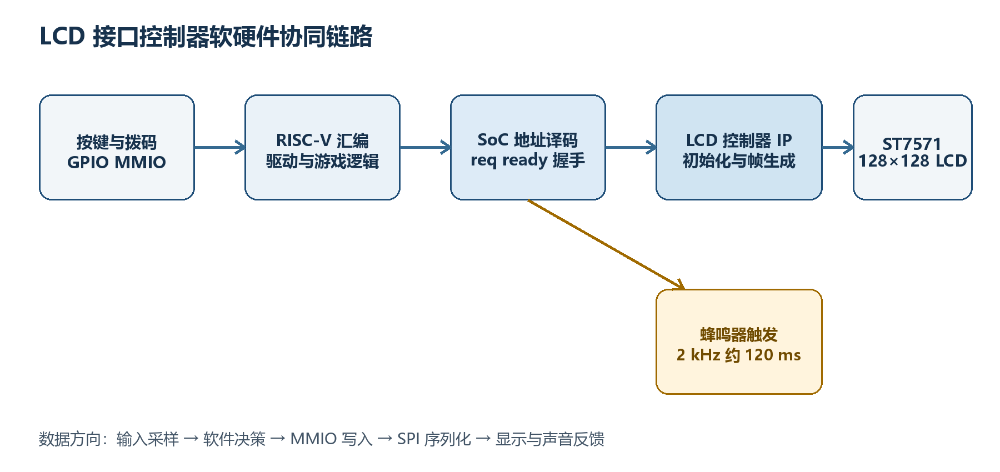 LCD 接口控制器软硬件协同链路
按键与拨码
GPIO MMIO
RISC-V 汇编
驱动与游戏逻辑
SoC 地址译码
req ready 握手
LCD 控制器 IP
初始化与帧生成
ST7571
128×128 LCD
蜂鸣器触发
2 kHz 约 120 ms
数据方向：输入采样 → 软件决策 → MMIO 写入 → SPI 序列化 → 显示与声音反馈